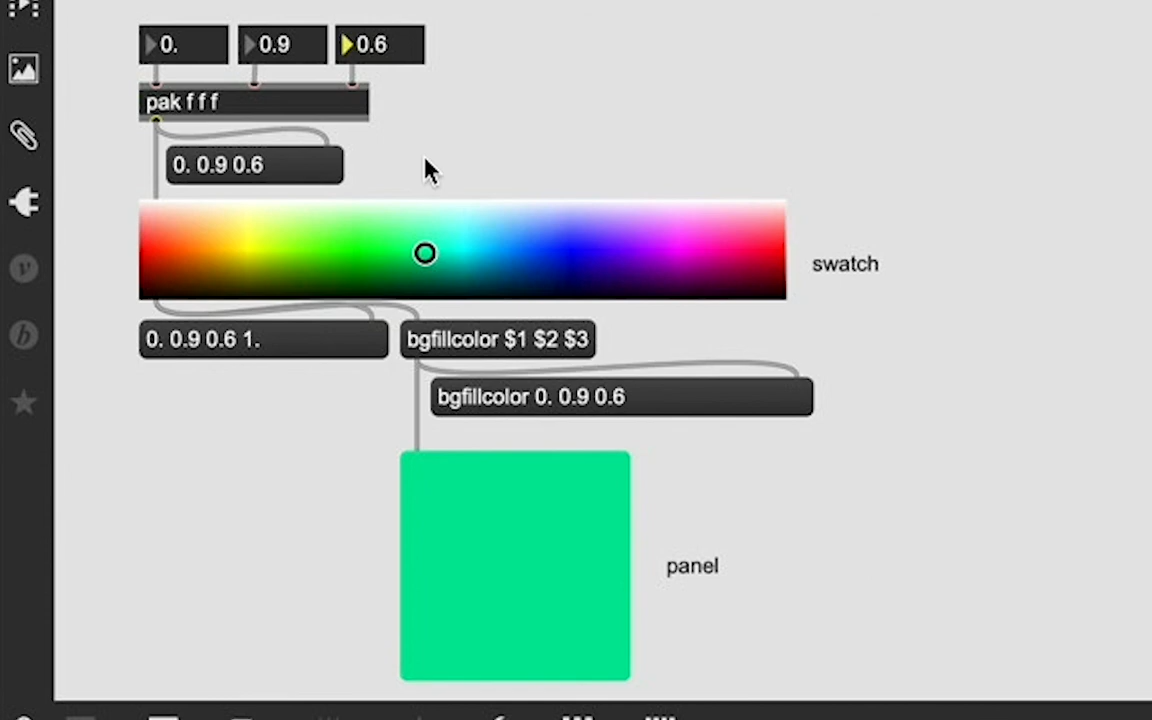 0.
0.9
0.6
pak f f f
0. 0.9 0.6
swatch
0. 0.9 0.6 1.
bgfillcolor $1 $2 $3
bgfillcolor 0. 0.9 0.6
panel